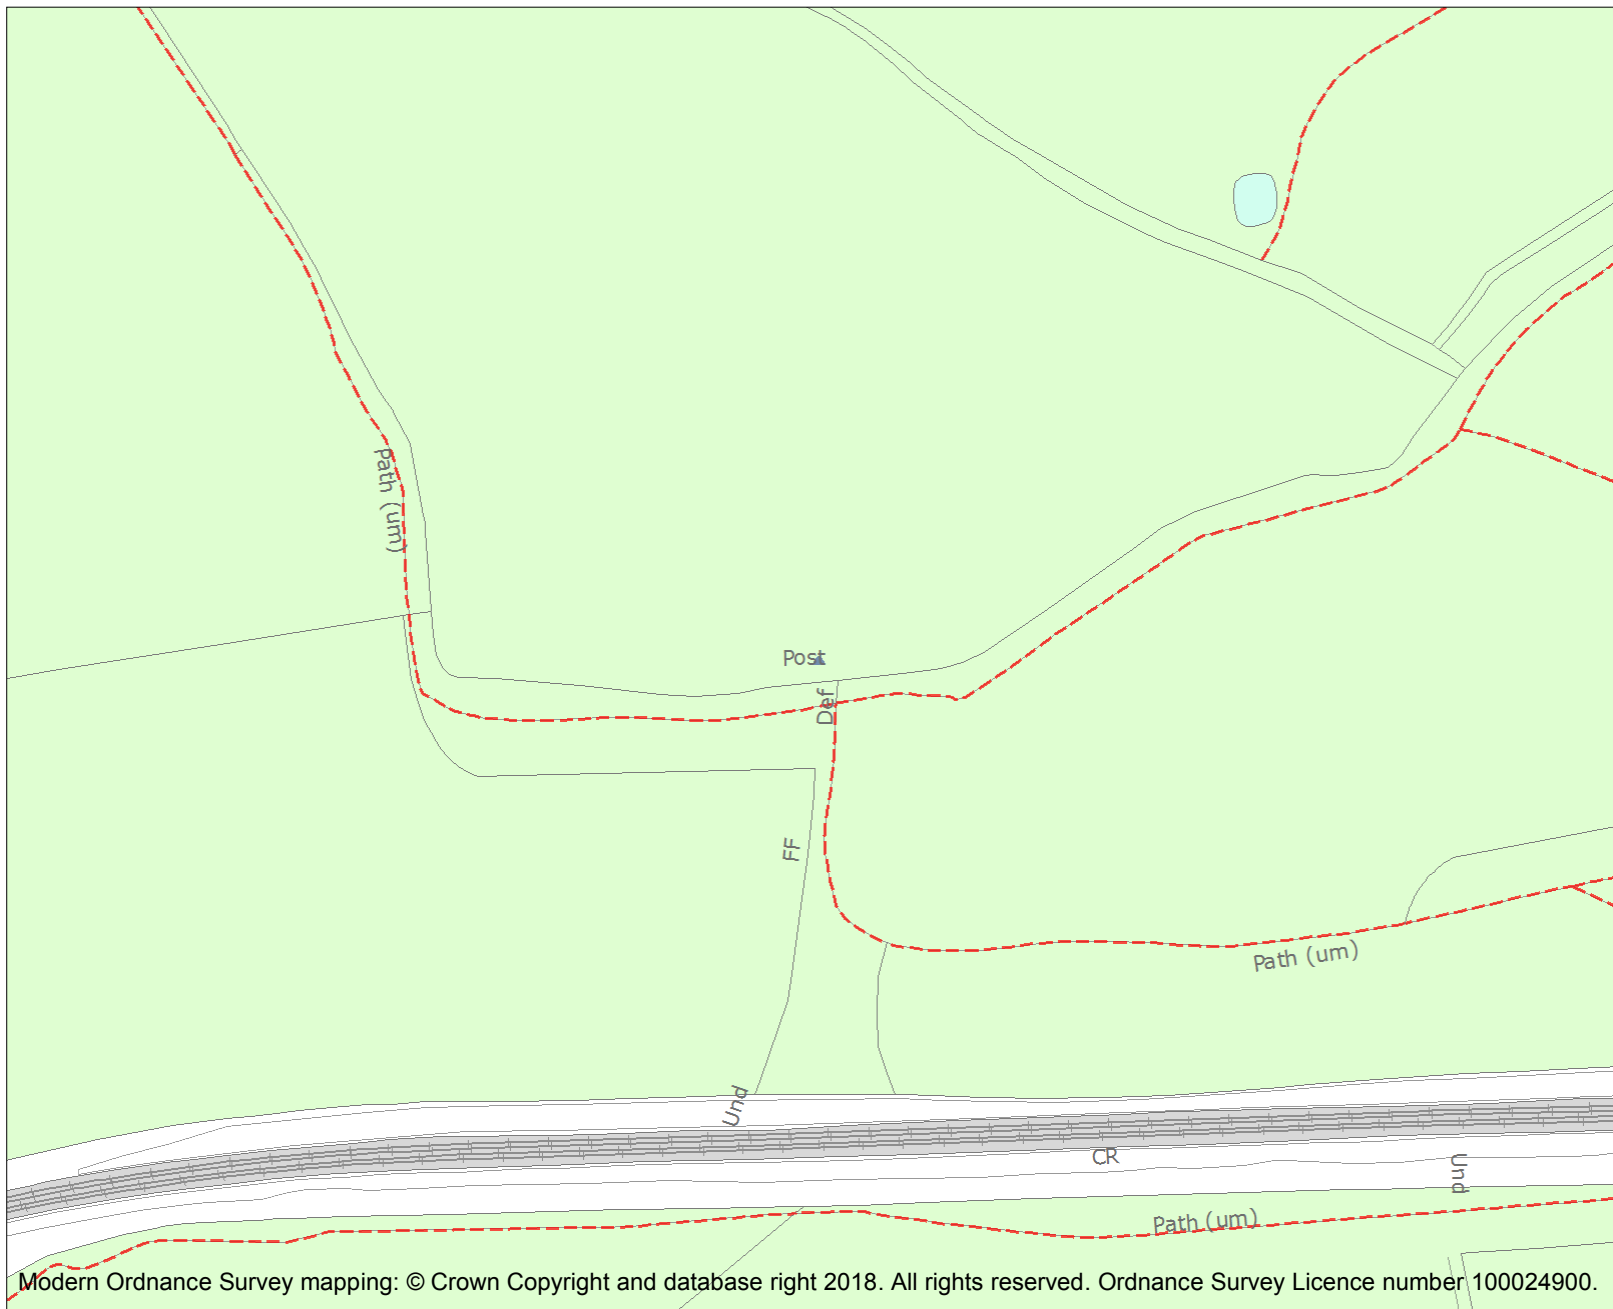 Path (um)
Post
Def
FF
Path (um)
Und
CR
Und
Path (um)
Modern Ordnance Survey mapping: © Crown Copyright and database right 2018. All rights reserved. Ordnance Survey Licence number 100024900.